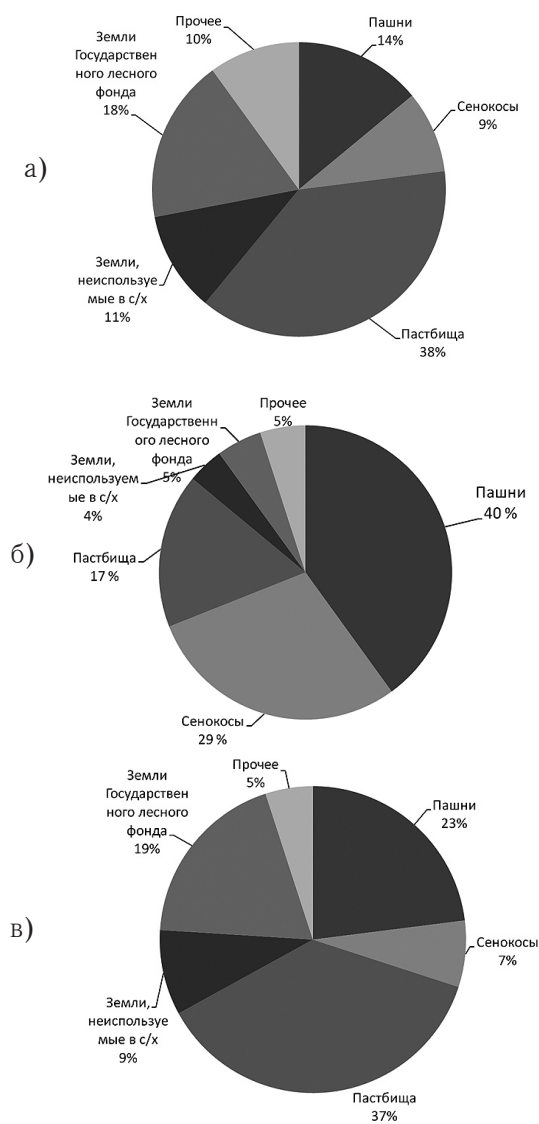 Прочее
10%
Пашни
14%
Земли
Государствен
ного лесного
фонда
18%
Сенокосы
9%
а)
Земли,
неиспользуе
мые в с/х
11%
Пастбища
38%
Земли
Государственн
ого лесного
фонда
5%
Прочее
5%
Земли,
неиспользуем
ые в с/х
4%
Пашни
40 %
б)
Пастбища
17 %
Сенокосы
29 %
Прочее
5%
Земли
Государствен
ного лесного
фонда
19%
Пашни
23%
в)
Сенокосы
7%
Земли,
неиспользуе
мые в с/х
9%
Пастбища
37%